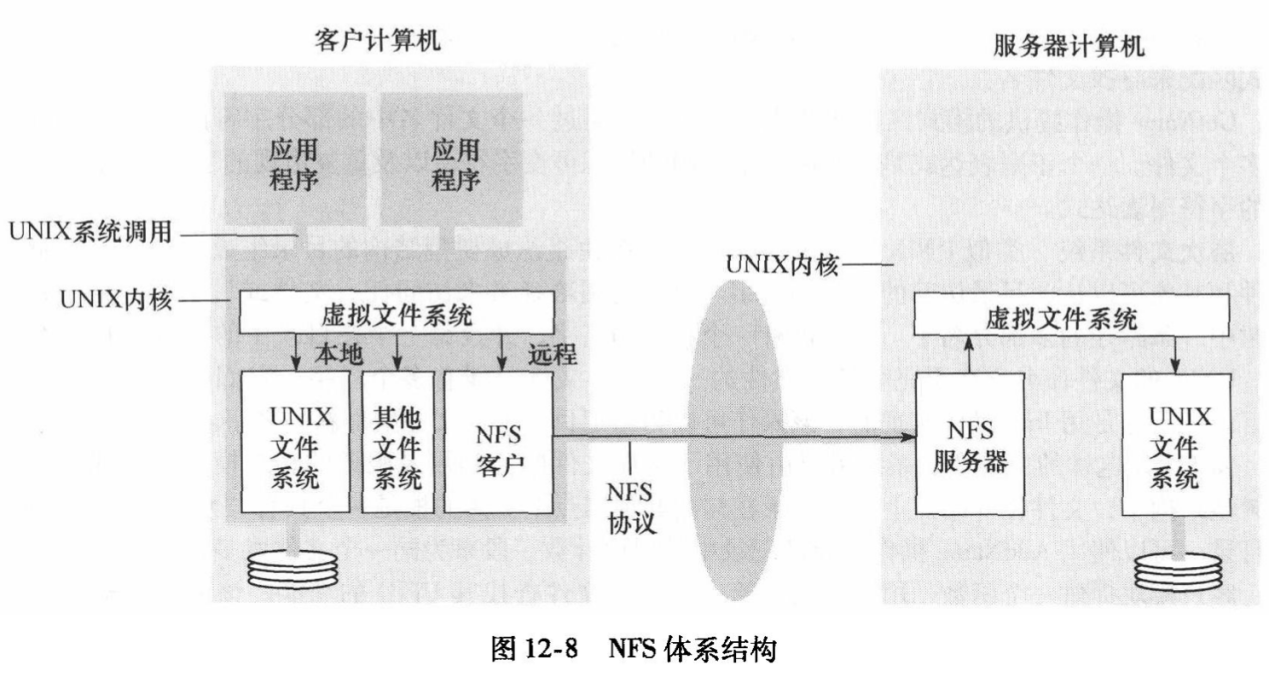 客户计算机
服务器计算机
应用
程序
应用
程序
UNIX系统调用
UNIX内核
UNIX内核
虚拟文件系统
虚拟文件系统
本地
远程
UNIX
文件
系统
其他
文件
系统
NFS
客户
NFS
协议
NFS
服务器
UNIX
文件
系统
图 12-8 NFS 体系结构